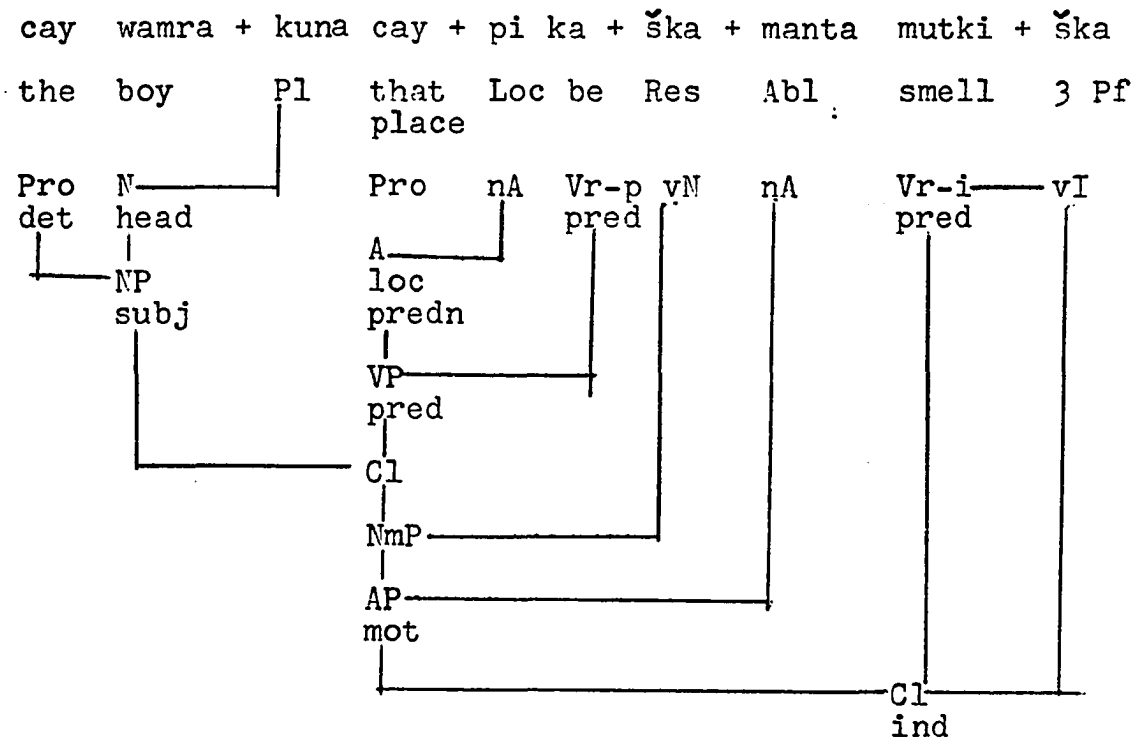 cay wamra + kuna cay + pi ka + ška + manta mutki + ška
the boy Pl that Loc be Res Abl smell 3 Pf
place
Pro N Pro nA Vr-p vN nA Vr-i vI
det head pred pred
A
NP loc
subj predn
VP
pred
Cl
NmP
AP
mot
Cl
ind